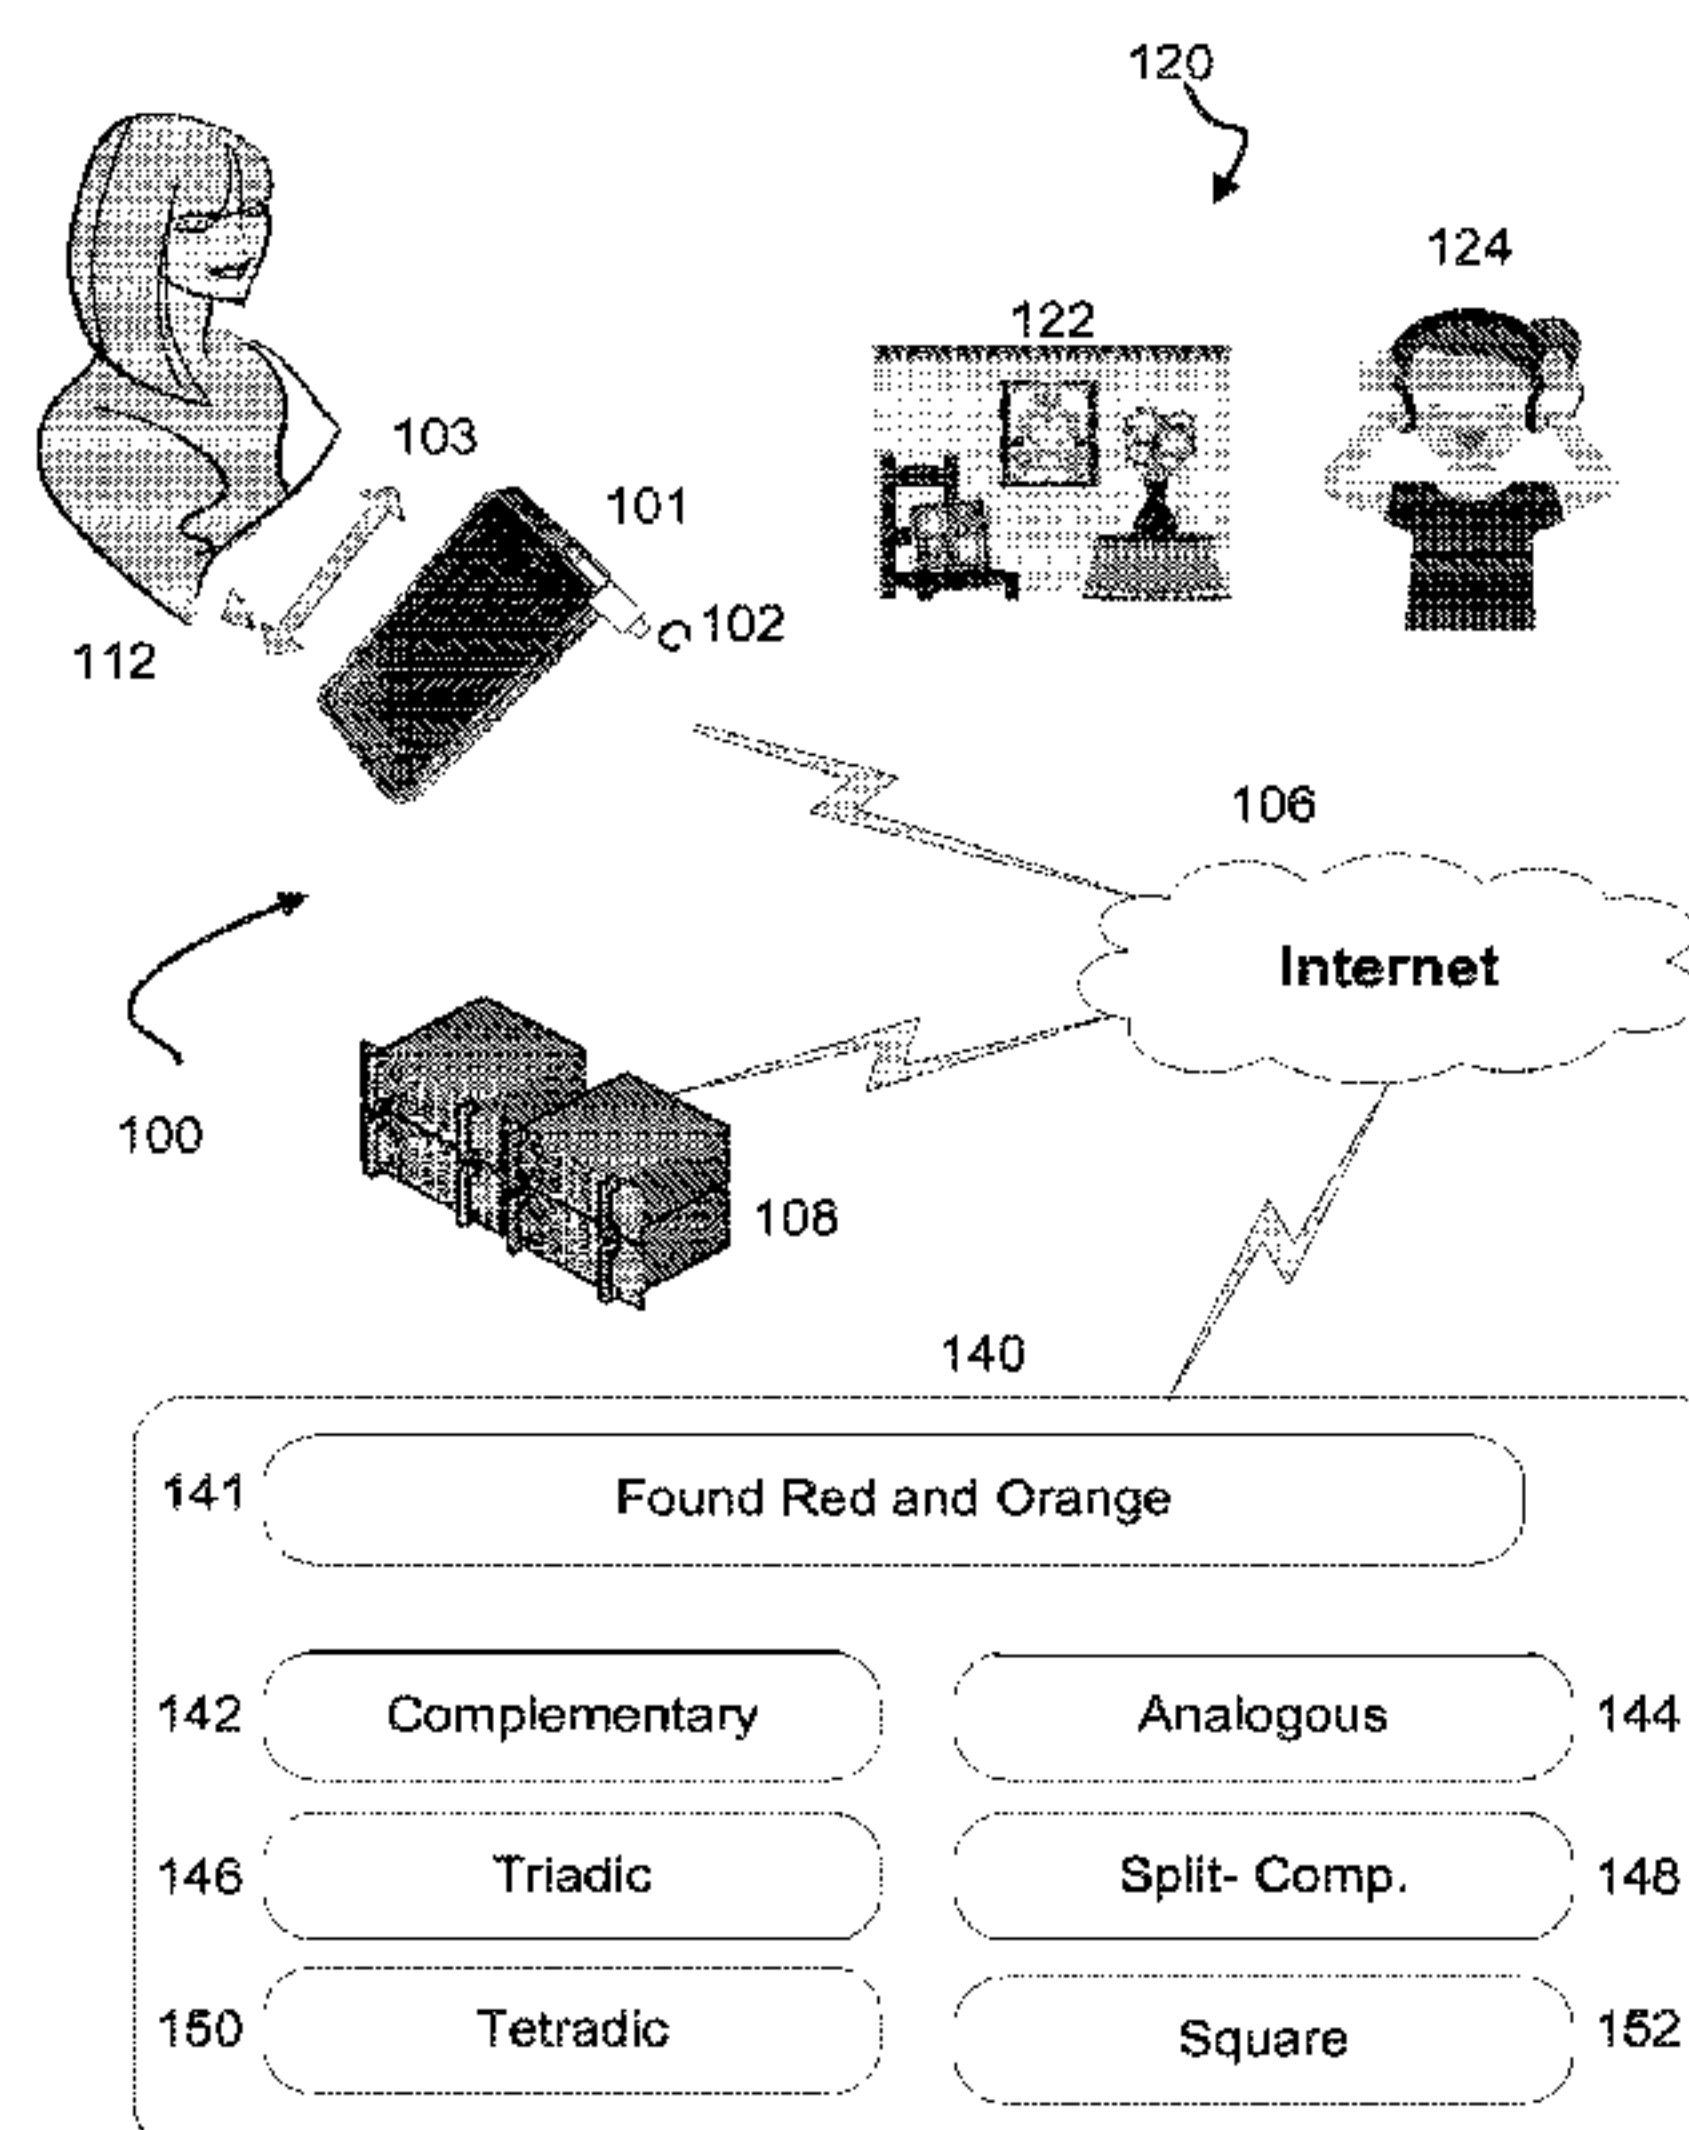 120
124
122
103
101
102
112
106
Internet
100
108
140
141 Found Red and Orange
142 Complementary Analogous 144
146 Triadic Split- Comp. 148
150 Tetradic Square 152